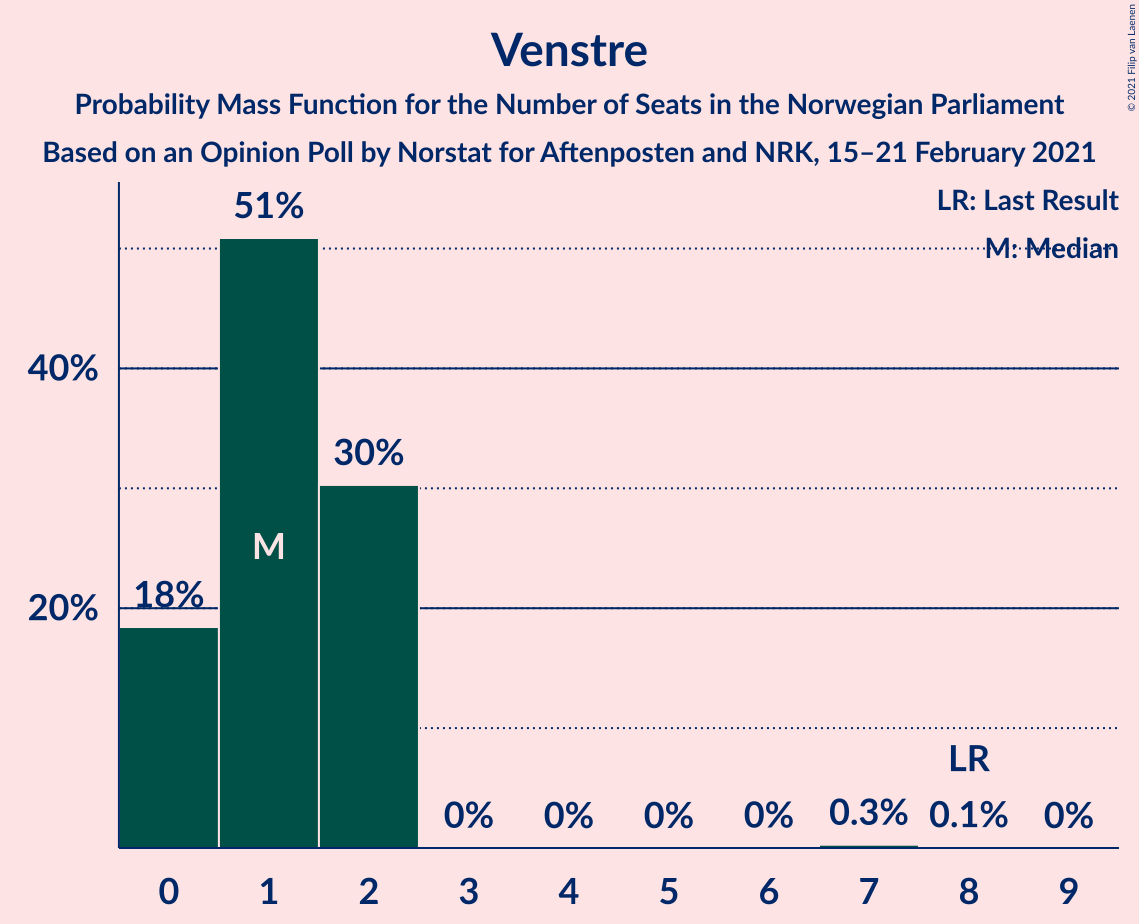 Venstre
Probability Mass Function for the Number of Seats in the Norwegian Parliament
Based on an Opinion Poll by Norstat for Aftenposten and NRK, 15–21 February 2021
© 2021 Filip van Laenen
LR: Last Result
M: Median
51%
40%
30%
M
18%
20%
LR
0%
0%
0%
0%
0.3%
0.1%
0%
0
1
2
3
4
5
6
7
8
9